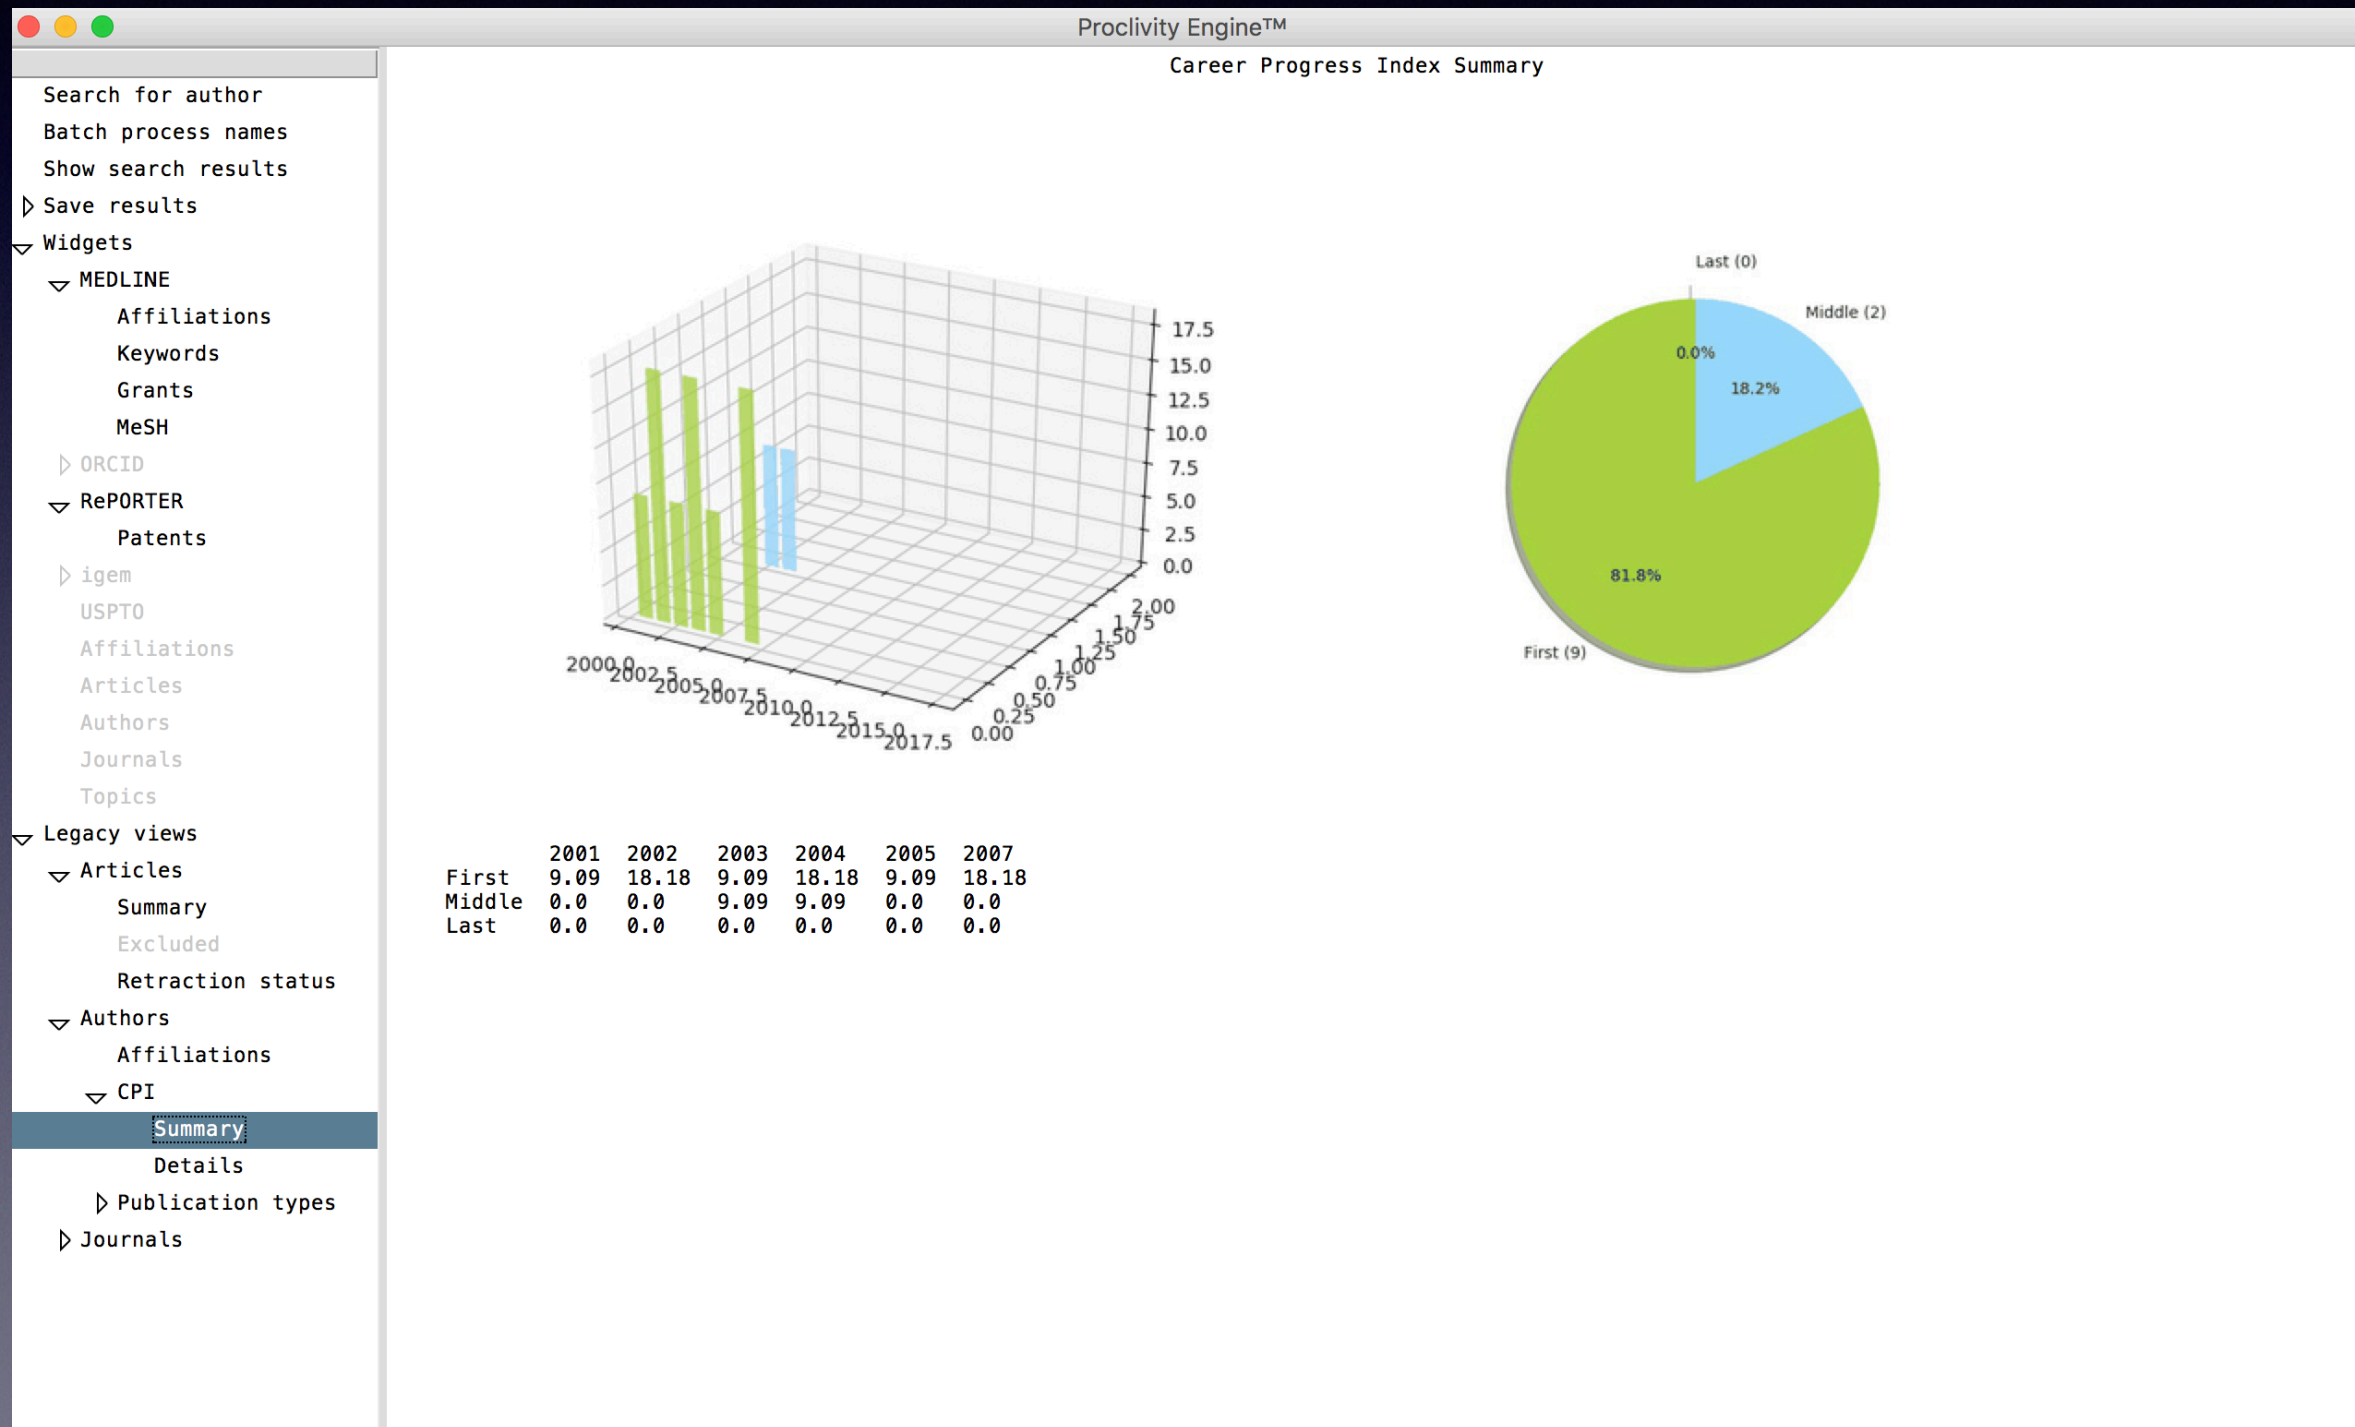 Proclivity Engine™
Search for author
Batch process names
Show search results
Save results
Widgets
MEDLINE
Affiliations
Keywords
Grants
MeSH
ORCID
RePORTER
Patents
igem
USPTO
Affiliations
Articles
Authors
Journals
Topics
Legacy views
Articles
Summary
Excluded
Retraction status
Authors
Affiliations
CPI
Summary
Details
Publication types
Journals
Career Progress Index Summary
17.5
15.0
12.5
10.0
7.5
5.0
2.5
0.0
2.00
1.75
1.50
1.25
1.00
0.75
0.50
0.25
0.00
2000.0
2002.5
2005.0
2007.5
2010.0
2012.5
2015.0
2017.5
Last (0)
Middle (2)
0.0%
18.2%
81.8%
First (9)
2001 2002 2003 2004 2005 2007
First 9.09 18.18 9.09 18.18 9.09 18.18
Middle 0.0 0.0 9.09 9.09 0.0 0.0
Last 0.0 0.0 0.0 0.0 0.0 0.0